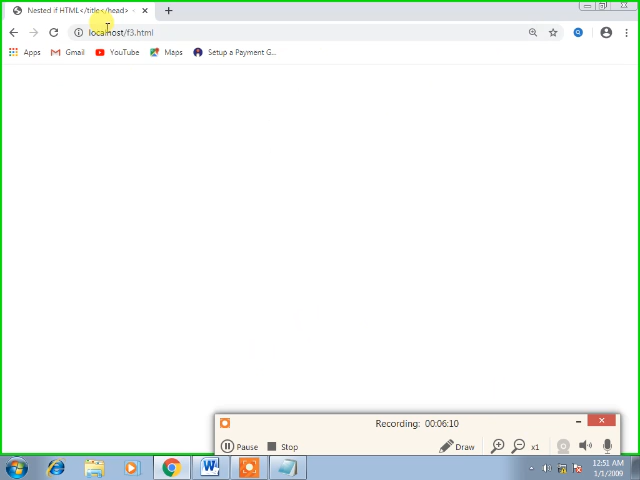 Nested if HTML</title</head>
localhost/f3.html
Apps Gmail YouTube Maps Setup a Payment G...
Recording: 00:06:10
Pause Stop Draw x1
12:51 AM
1/1/2009